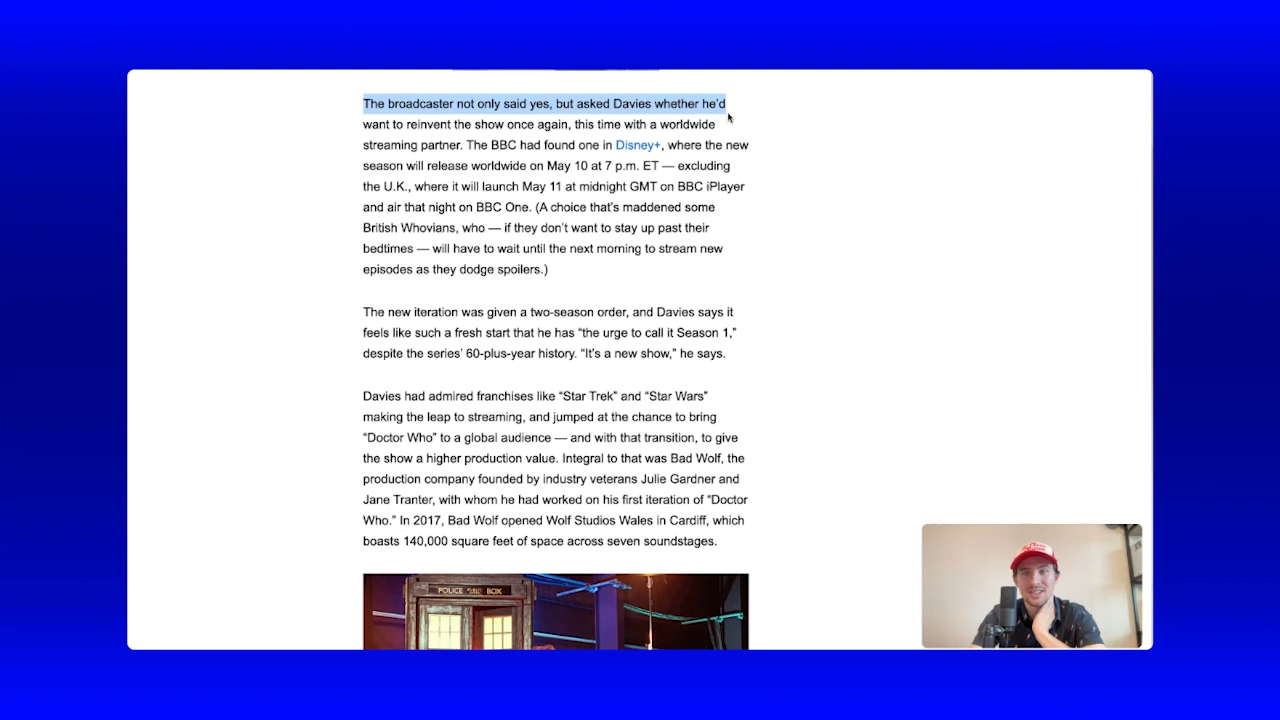 The broadcaster not only said yes, but asked Davies whether he’d
want to reinvent the show once again, this time with a worldwide
streaming partner. The BBC had found one in Disney+, where the new
season will release worldwide on May 10 at 7 p.m. ET — excluding
the U.K., where it will launch May 11 at midnight GMT on BBC iPlayer
and air that night on BBC One. (A choice that’s maddened some
British Whovians, who — if they don’t want to stay up past their
bedtimes — will have to wait until the next morning to stream new
episodes as they dodge spoilers.)
The new iteration was given a two-season order, and Davies says it
feels like such a fresh start that he has “the urge to call it Season 1,”
despite the series’ 60-plus-year history. “It’s a new show,” he says.
Davies had admired franchises like “Star Trek” and “Star Wars”
making the leap to streaming, and jumped at the chance to bring
“Doctor Who” to a global audience — and with that transition, to give
the show a higher production value. Integral to that was Bad Wolf, the
production company founded by industry veterans Julie Gardner and
Jane Tranter, with whom he had worked on his first iteration of “Doctor
Who.” In 2017, Bad Wolf opened Wolf Studios Wales in Cardiff, which
boasts 140,000 square feet of space across seven soundstages.
POLICE BOX